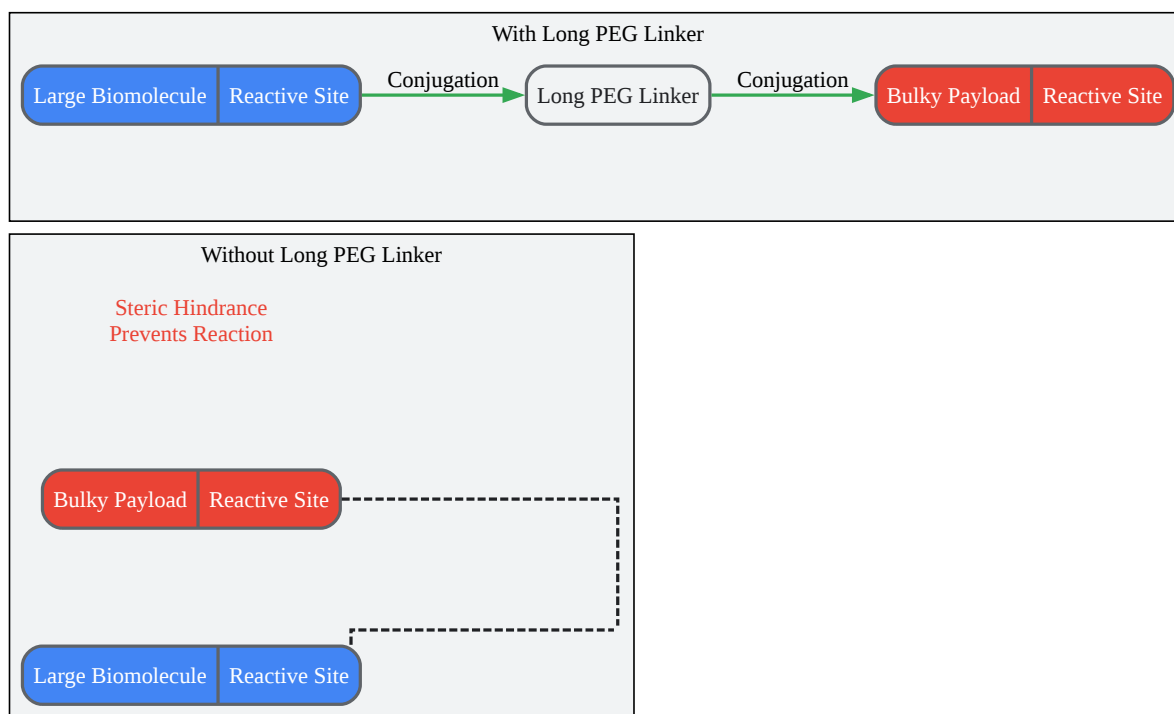 With Long PEG Linker
Large Biomolecule
Reactive Site
Conjugation
Long PEG Linker
Conjugation
Bulky Payload
Reactive Site
Without Long PEG Linker
Steric Hindrance
Prevents Reaction
Bulky Payload
Reactive Site
Large Biomolecule
Reactive Site